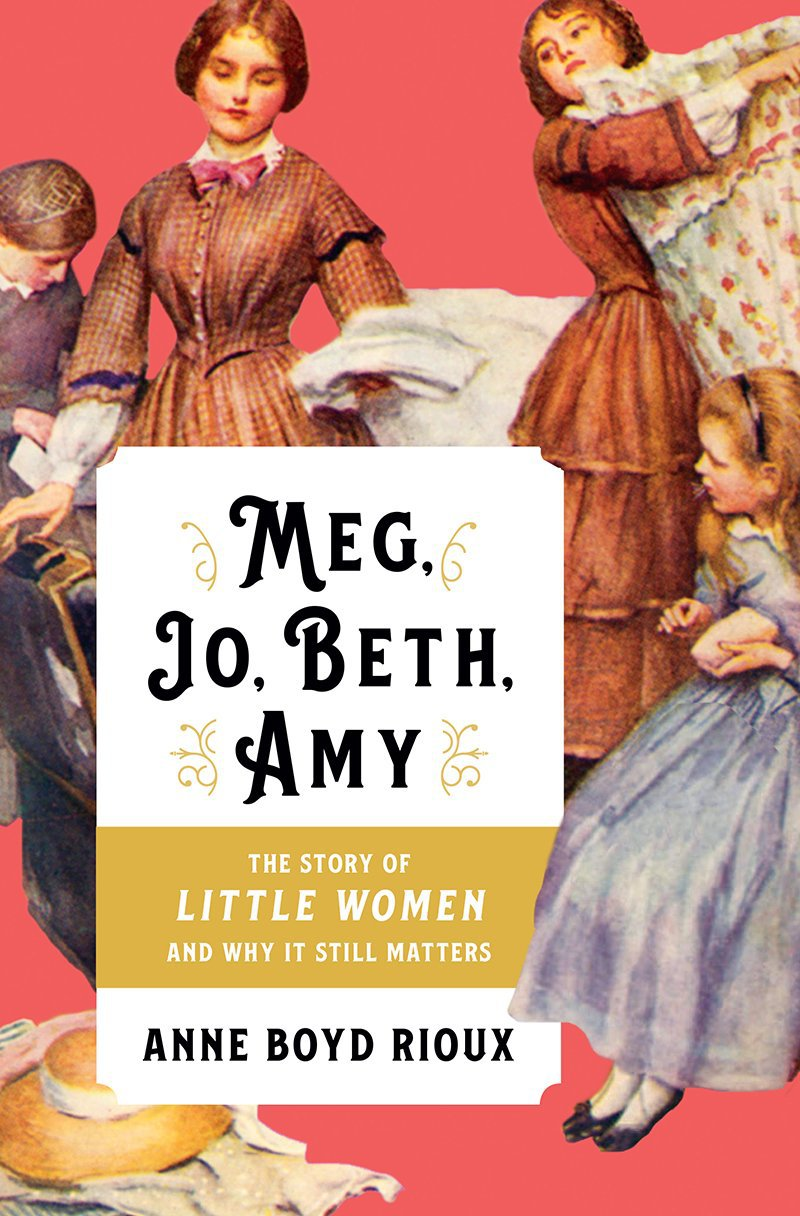 MEG,
JO, BETH,
AMY
THE STORY OF
LITTLE WOMEN
AND WHY IT STILL MATTERS
ANNE BOYD RIOUX